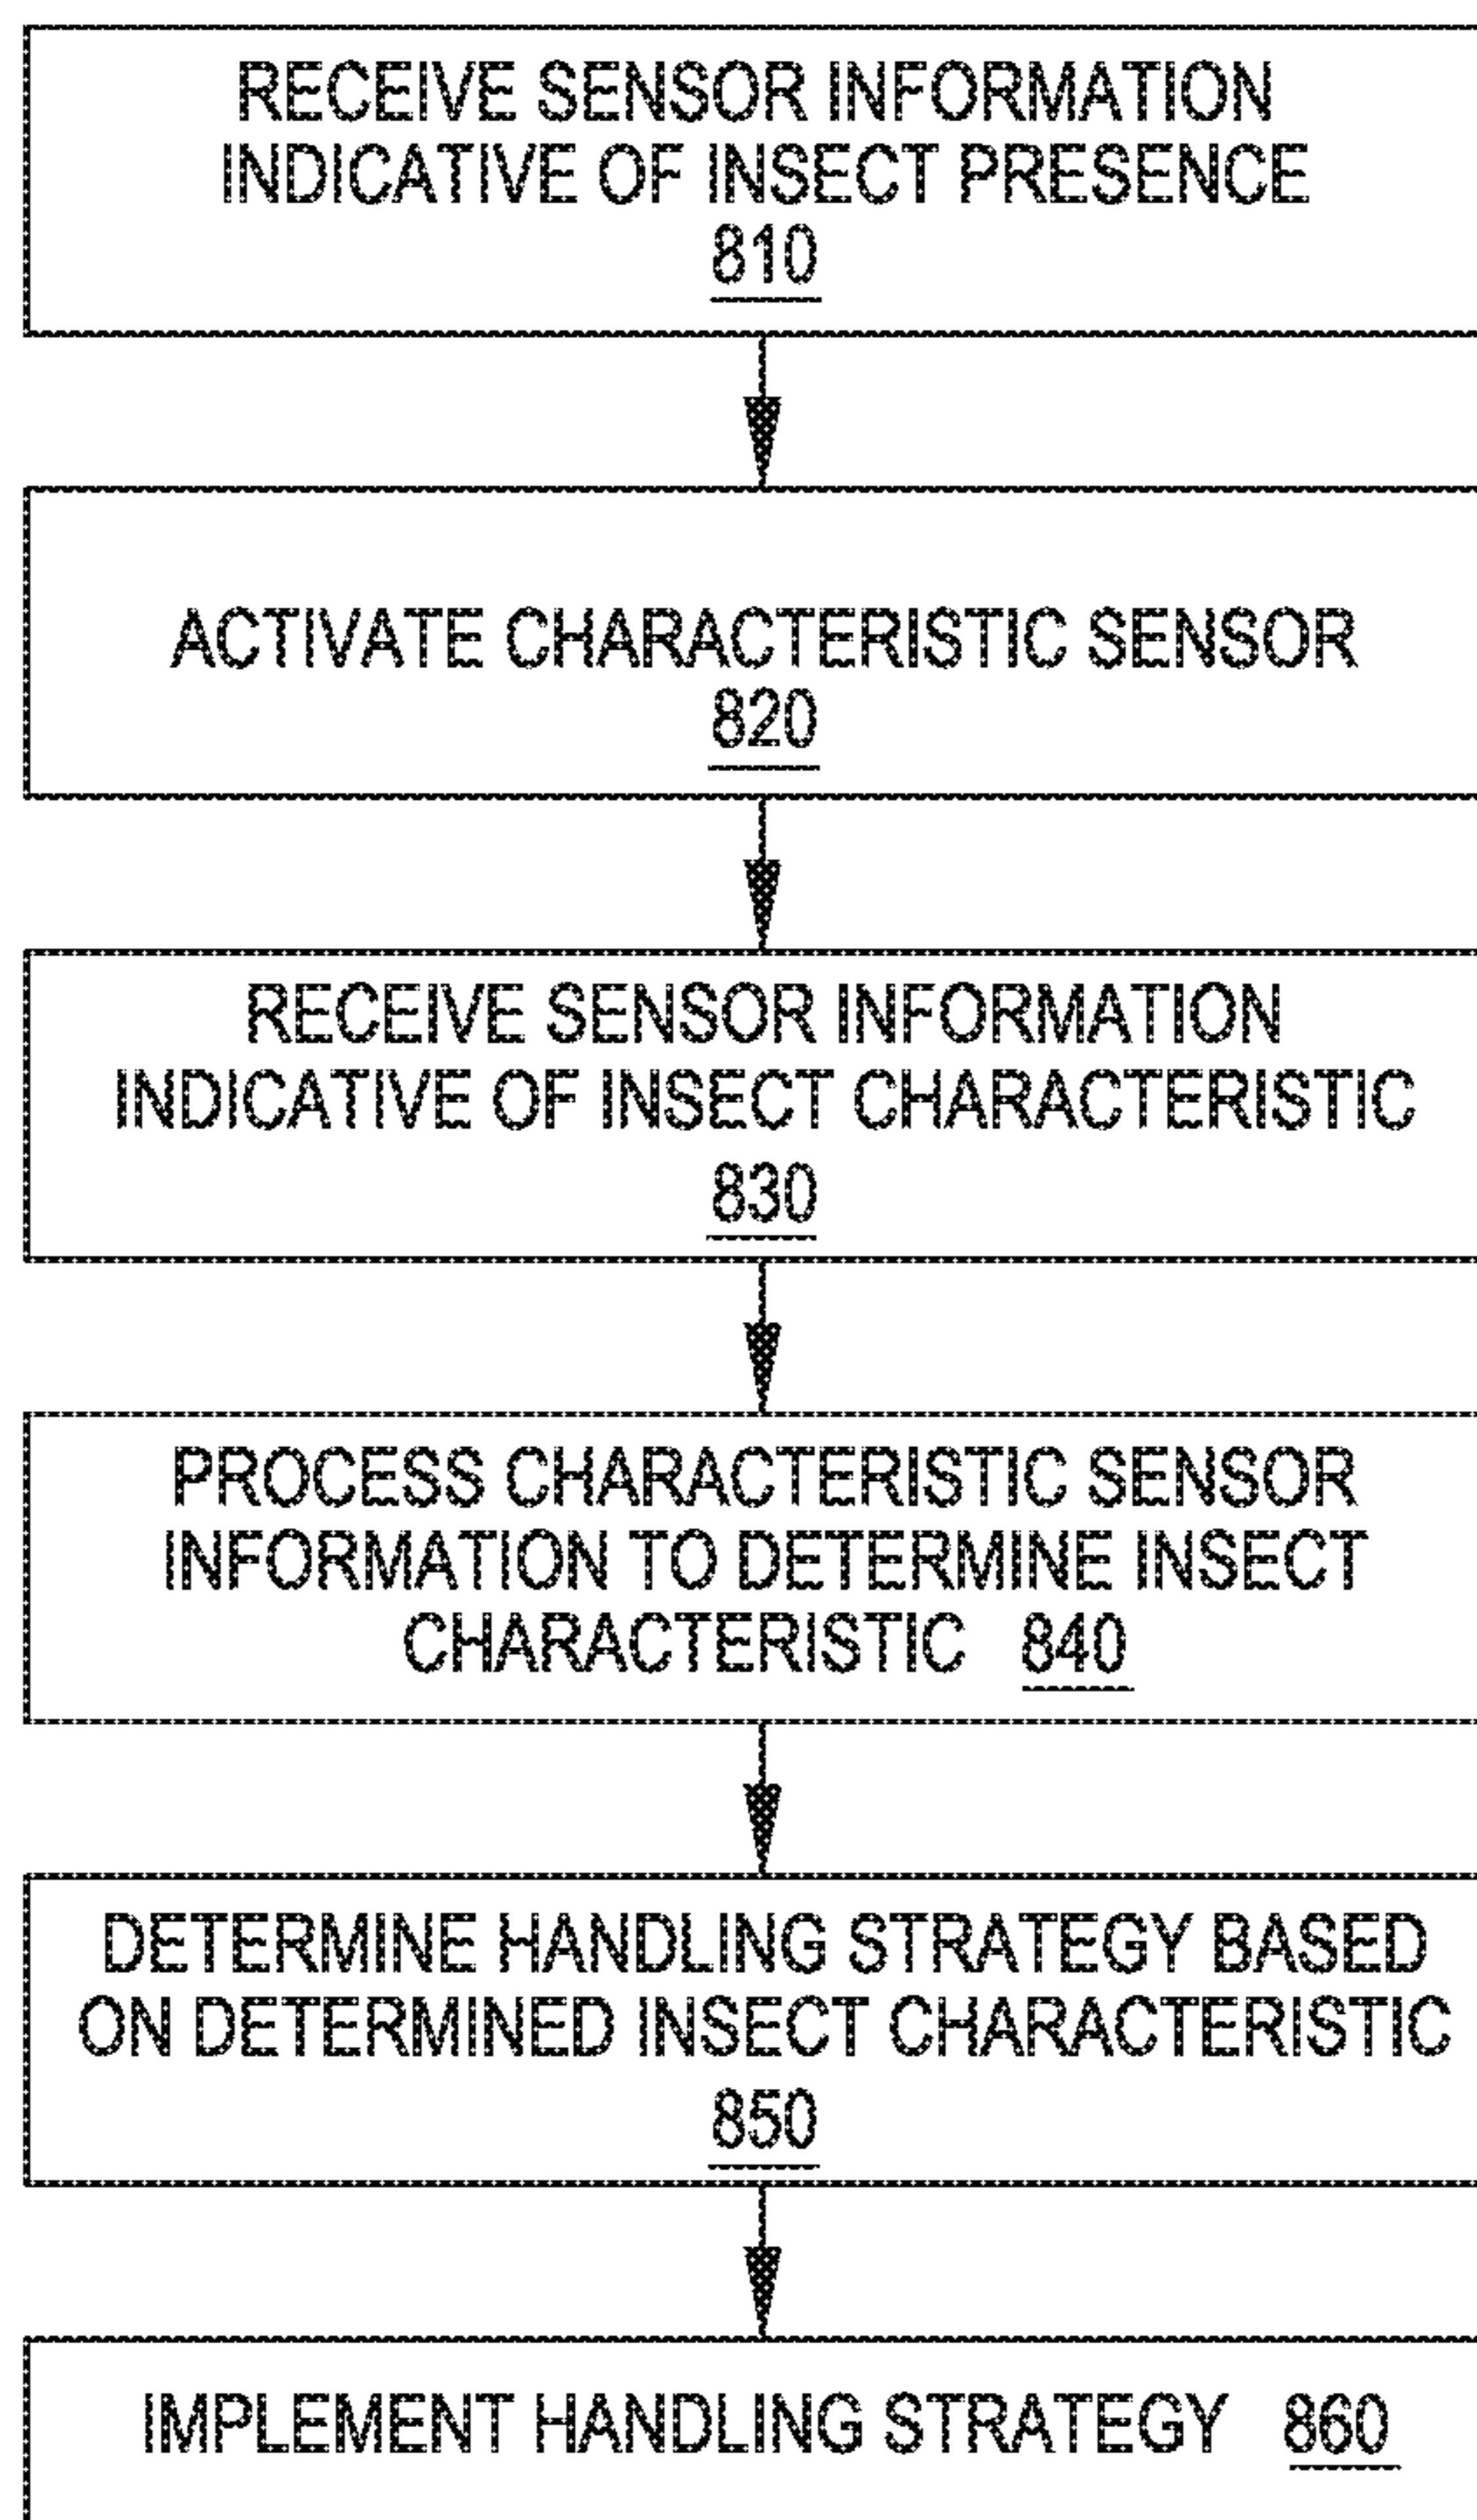 RECEIVE SENSOR INFORMATION
INDICATIVE OF INSECT PRESENCE
810
ACTIVATE CHARACTERISTIC SENSOR
820
RECEIVE SENSOR INFORMATION
INDICATIVE OF INSECT CHARACTERISTIC
830
PROCESS CHARACTERISTIC SENSOR
INFORMATION TO DETERMINE INSECT
CHARACTERISTIC 840
DETERMINE HANDLING STRATEGY BASED
ON DETERMINED INSECT CHARACTERISTIC
850
IMPLEMENT HANDLING STRATEGY 860